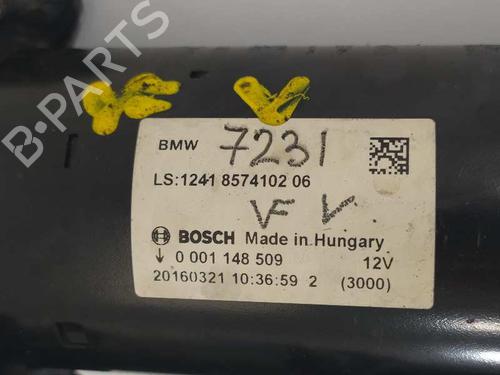 B-PARTS
BMW 7231
LS:1241 8574102 06
VF V.
BOSCH Made in Hungary
0 001 148 509 12V
20160321 10:36:59 2 (3000)